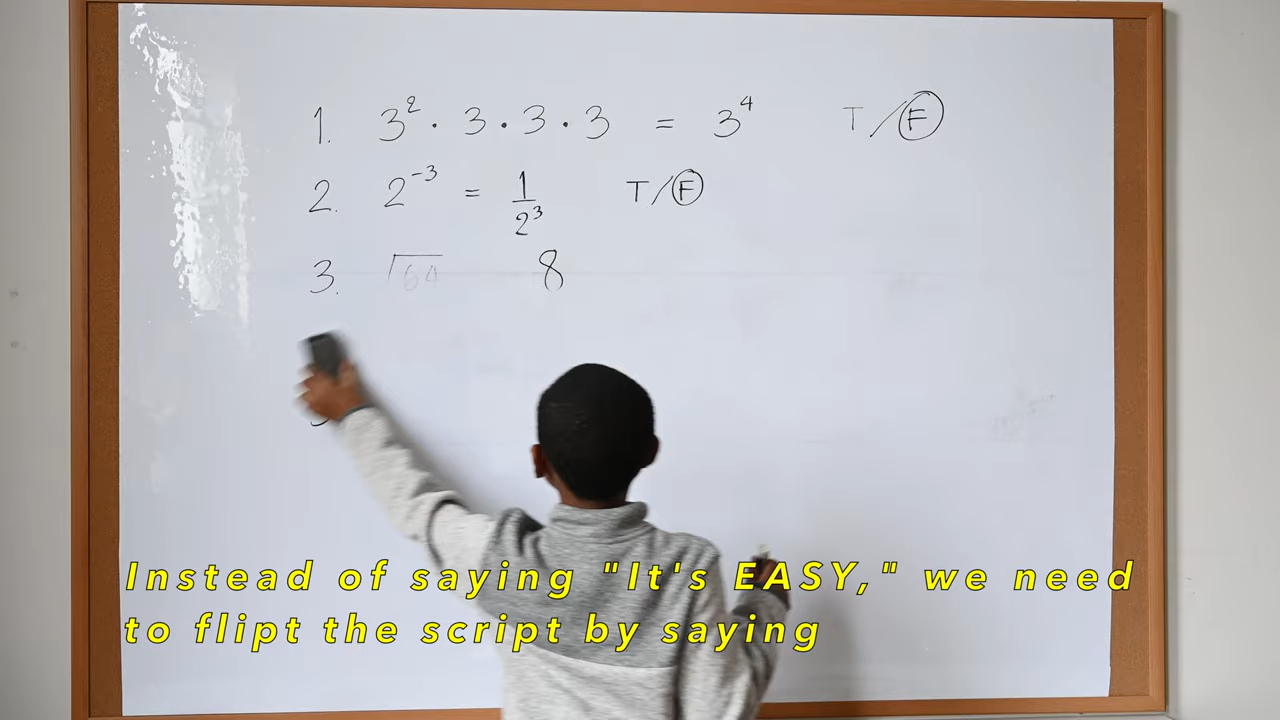 1. 3² · 3 · 3 · 3 = 3⁴ T/F
2. 2⁻³ = 1/2³ T/F
3. √64 8
Instead of saying "It's EASY," we need
to flipt the script by saying